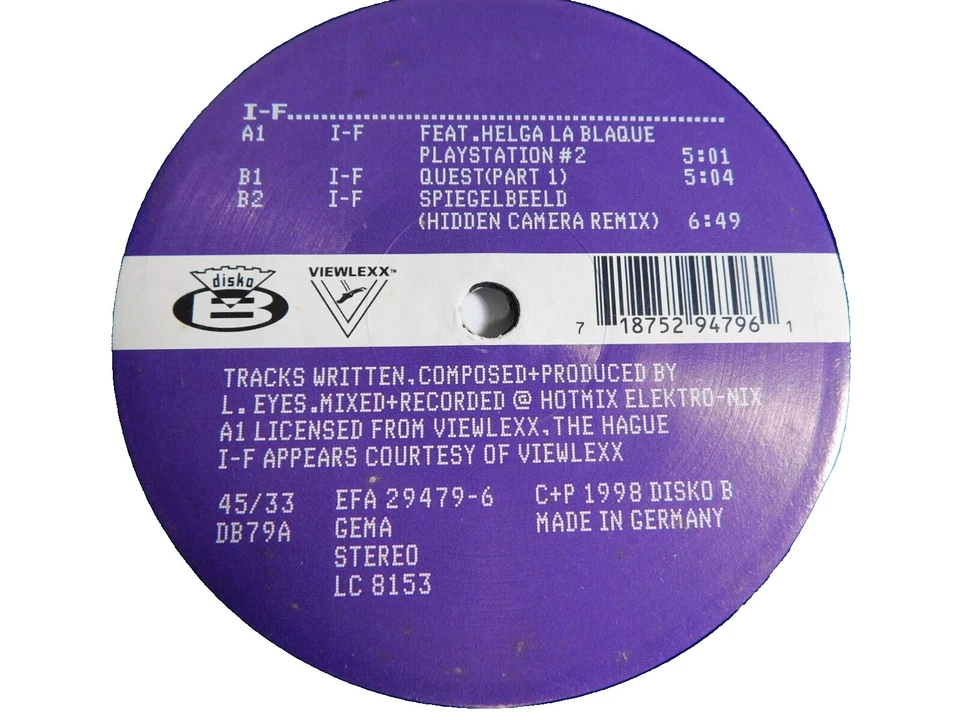 I-F......................................................
A1 I-F FEAT.HELGA LA BLAQUE
PLAYSTATION #2 5:01
B1 I-F QUEST(PART 1) 5:04
B2 I-F SPIEGELBEELD
(HIDDEN CAMERA REMIX) 6:49
disko B
VIEWLEXX™
7 18752 94796 1
TRACKS WRITTEN.COMPOSED+PRODUCED BY
L. EYES.MIXED+RECORDED @ HOTMIX ELEKTRO-NIX
A1 LICENSED FROM VIEWLEXX.THE HAGUE
I-F APPEARS COURTESY OF VIEWLEXX
45/33 EFA 29479-6 C+P 1998 DISKO B
DB79A GEMA MADE IN GERMANY
STEREO
LC 8153